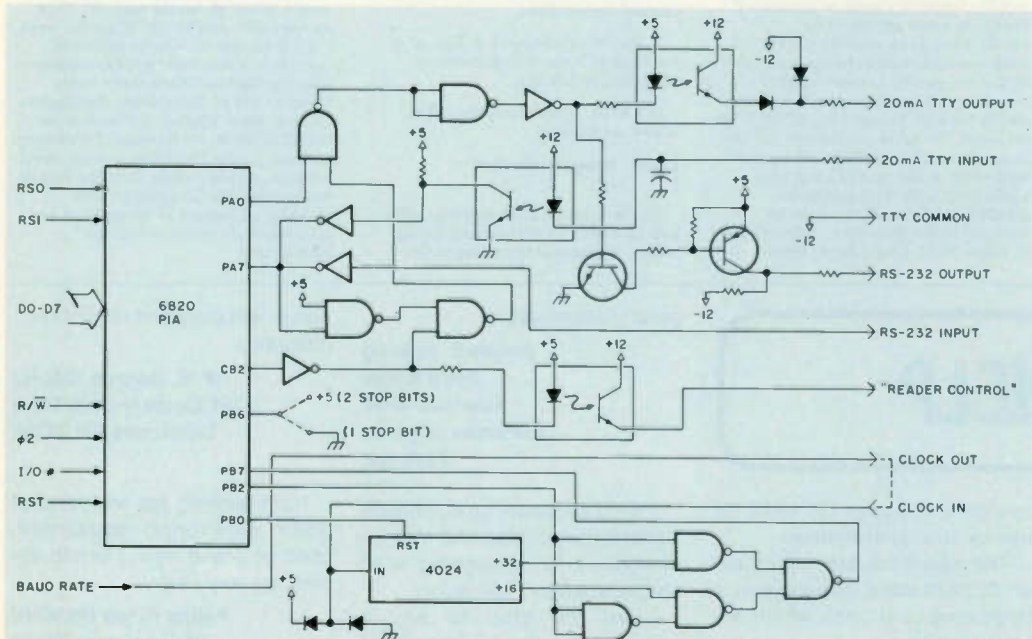 +5
+12
-12
20mA TTY OUTPUT
+5
+12
20mA TTY INPUT
+5
TTY COMMON
-12
RS-232 OUTPUT
-12
RS-232 INPUT
RS0
RS1
D0-D7
R/W̅
φ2
I/O #
RST
BAUD RATE
6820
PIA
PA0
PA7
CB2
PB6
PB7
PB2
PB0
+5
+5 (2 STOP BITS)
(1 STOP BIT)
+5
+12
"READER CONTROL"
CLOCK OUT
CLOCK IN
RST
IN
4024
÷32
÷16
+5